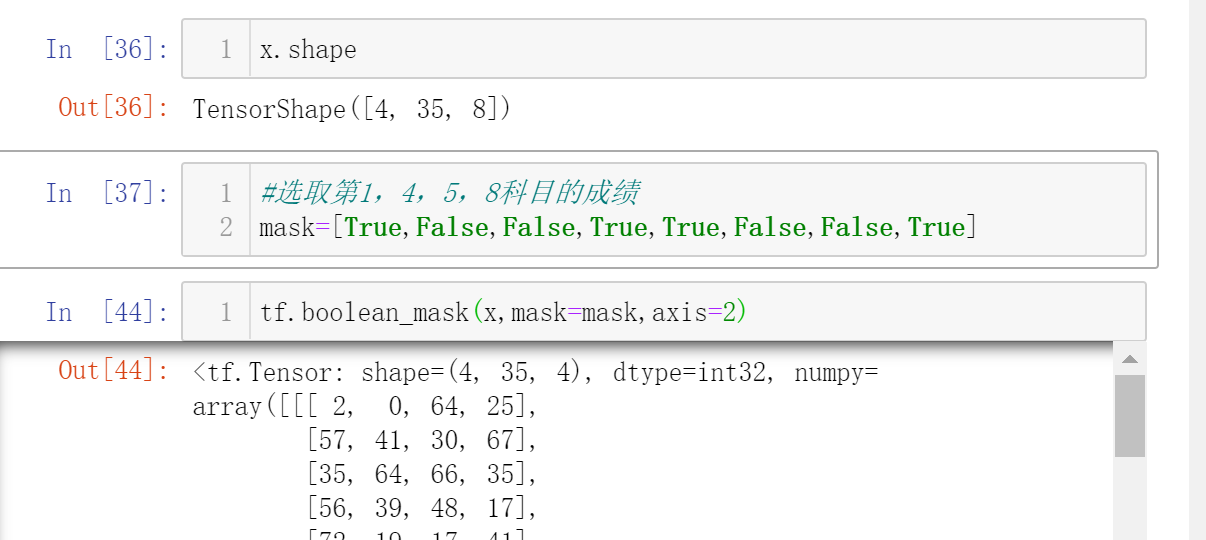 In [36]: 1 x.shape
Out[36]: TensorShape([4, 35, 8])
In [37]: 1 #选取第1，4，5，8科目的成绩
2 mask=[True,False,False,True,True,False,False,True]
In [44]: 1 tf.boolean_mask(x,mask=mask,axis=2)
Out[44]: <tf.Tensor: shape=(4, 35, 4), dtype=int32, numpy=
array([[[ 2, 0, 64, 25],
[57, 41, 30, 67],
[35, 64, 66, 35],
[56, 39, 48, 17],